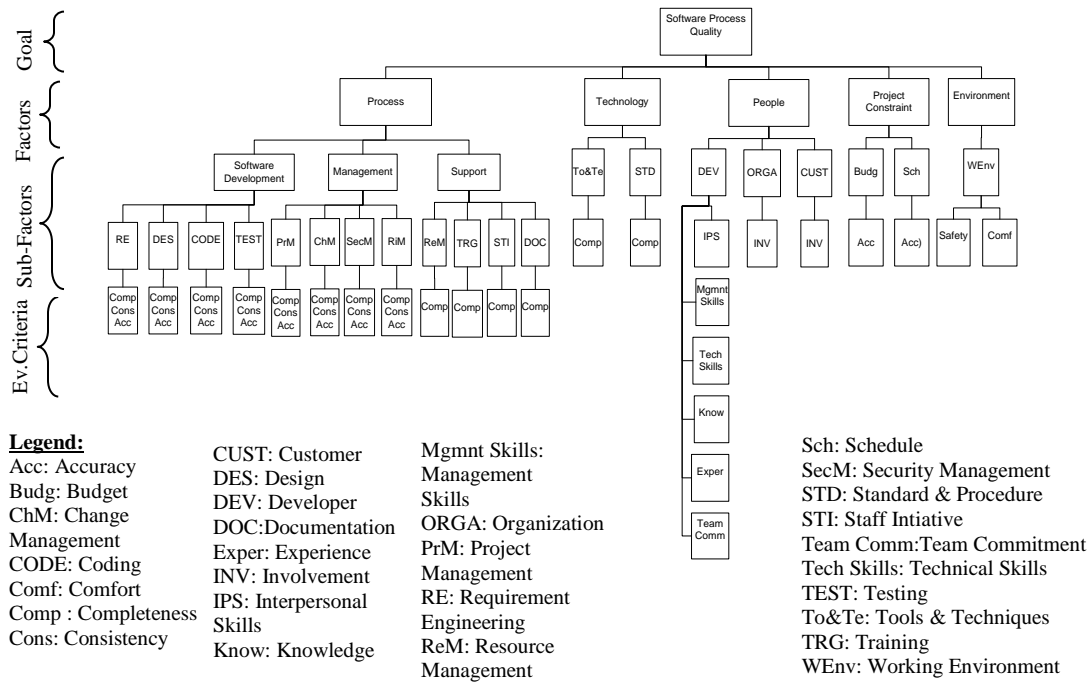 Goal
Factors
Sub-Factors
Ev.Criteria
Software Process
Quality
Process
Technology
People
Project
Constraint
Environment
Software
Development
Management
Support
To&Te
STD
DEV
ORGA
CUST
Budg
Sch
WEnv
RE
DES
CODE
TEST
PrM
ChM
SecM
RiM
ReM
TRG
STI
DOC
Comp
Comp
IPS
INV
INV
Acc
Acc)
Safety
Comf
Comp
Cons
Acc
Comp
Cons
Acc
Comp
Cons
Acc
Comp
Cons
Acc
Comp
Cons
Acc
Comp
Cons
Acc
Comp
Cons
Acc
Comp
Cons
Acc
Comp
Comp
Comp
Comp
Mgmnt
Skills
Tech
Skills
Know
Exper
Team
Comm
Legend:
Acc: Accuracy
Budg: Budget
ChM: Change
Management
CODE: Coding
Comf: Comfort
Comp : Completeness
Cons: Consistency
CUST: Customer
DES: Design
DEV: Developer
DOC:Documentation
Exper: Experience
INV: Involvement
IPS: Interpersonal
Skills
Know: Knowledge
Mgmnt Skills:
Management
Skills
ORGA: Organization
PrM: Project
Management
RE: Requirement
Engineering
ReM: Resource
Management
Sch: Schedule
SecM: Security Management
STD: Standard & Procedure
STI: Staff Intiative
Team Comm:Team Commitment
Tech Skills: Technical Skills
TEST: Testing
To&Te: Tools & Techniques
TRG: Training
WEnv: Working Environment